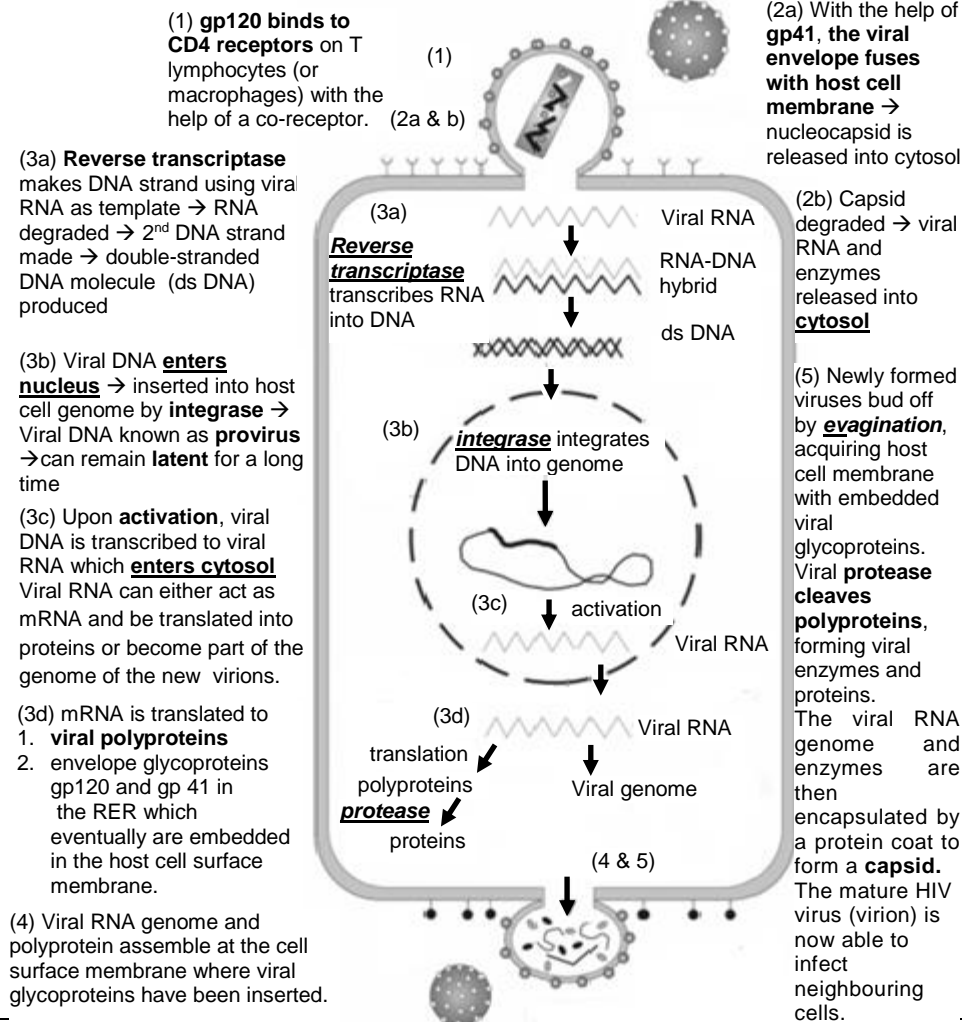 (1) gp120 binds to
CD4 receptors on T
lymphocytes (or
macrophages) with the
help of a co-receptor.
(1)
(2a & b)
(2a) With the help of
gp41, the viral
envelope fuses
with host cell
membrane →
nucleocapsid is
released into cytosol
(3a) Reverse transcriptase
makes DNA strand using viral
RNA as template → RNA
degraded → 2nd DNA strand
made → double-stranded
DNA molecule (ds DNA)
produced
(3a)
Reverse
transcriptase
transcribes RNA
into DNA
Viral RNA
RNA-DNA
hybrid
ds DNA
(2b) Capsid
degraded → viral
RNA and
enzymes
released into
cytosol
(3b) Viral DNA enters
nucleus → inserted into host
cell genome by integrase →
Viral DNA known as provirus
→can remain latent for a long
time
(3b)
integrase integrates
DNA into genome
(3c) Upon activation, viral
DNA is transcribed to viral
RNA which enters cytosol
Viral RNA can either act as
mRNA and be translated into
proteins or become part of the
genome of the new virions.
(3c)
activation
Viral RNA
(3d) mRNA is translated to
1. viral polyproteins
2. envelope glycoproteins
gp120 and gp 41 in
the RER which
eventually are embedded
in the host cell surface
membrane.
(3d)
Viral RNA
translation
polyproteins
Viral genome
protease
proteins
(4 & 5)
(4) Viral RNA genome and
polyprotein assemble at the cell
surface membrane where viral
glycoproteins have been inserted.
(5) Newly formed
viruses bud off
by evagination,
acquiring host
cell membrane
with embedded
viral
glycoproteins.
Viral protease
cleaves
polyproteins,
forming viral
enzymes and
proteins.
The viral RNA
genome and
enzymes are
then
encapsulated by
a protein coat to
form a capsid.
The mature HIV
virus (virion) is
now able to
infect
neighbouring
cells.